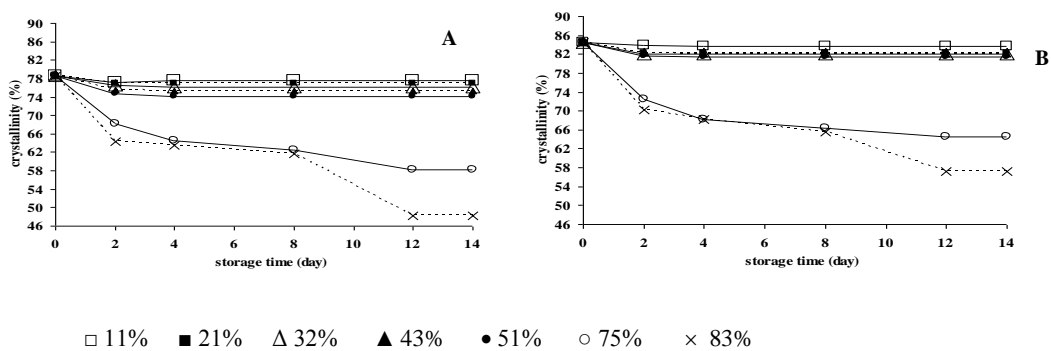 A
crystallinity (%)
90
86
82
78
74
70
66
62
58
54
50
46
0 2 4 6 8 10 12 14
storage time (day)
B
crystallinity (%)
90
86
82
78
74
70
66
62
58
54
50
46
0 2 4 6 8 10 12 14
storage time (day)
□ 11% ■ 21% Δ 32% ▲ 43% ● 51% ○ 75% × 83%